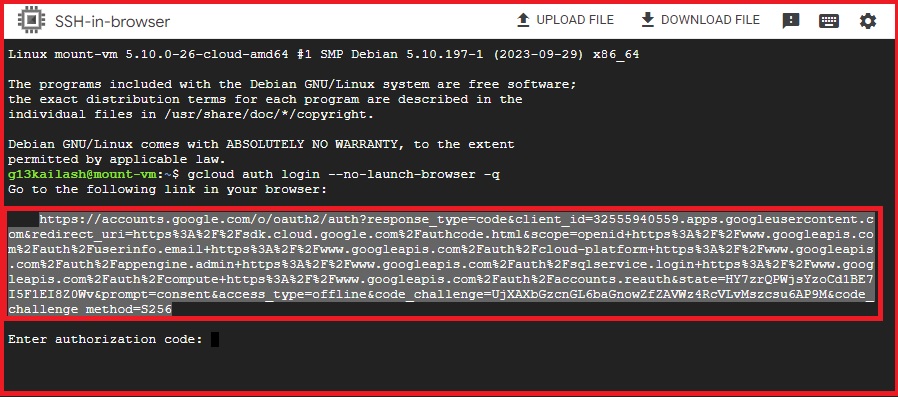 SSH-in-browser
UPLOAD FILE
DOWNLOAD FILE
Linux mount-vm 5.10.0-26-cloud-amd64 #1 SMP Debian 5.10.197-1 (2023-09-29) x86_64
The programs included with the Debian GNU/Linux system are free software;
the exact distribution terms for each program are described in the
individual files in /usr/share/doc/*/copyright.
Debian GNU/Linux comes with ABSOLUTELY NO WARRANTY, to the extent
permitted by applicable law.
g13kailash@mount-vm:~$ gcloud auth login --no-launch-browser -q
Go to the following link in your browser:
https://accounts.google.com/o/oauth2/auth?response_type=code&client_id=32555940559.apps.googleusercontent.c
om&redirect_uri=https%3A%2F%2Fsdk.cloud.google.com%2Fauthcode.html&scope=openid+https%3A%2F%2Fwww.googleapis.co
m%2Fauth%2Fuserinfo.email+https%3A%2F%2Fwww.googleapis.com%2Fauth%2Fcloud-platform+https%3A%2F%2Fwww.googleapis
.com%2Fauth%2Fappengine.admin+https%3A%2F%2Fwww.googleapis.com%2Fauth%2Fsqlservice.login+https%3A%2F%2Fwww.goog
leapis.com%2Fauth%2Fcompute+https%3A%2F%2Fwww.googleapis.com%2Fauth%2Faccounts.reauth&state=HY7zrQPWjsYzoCd1BE7
I5F1EI8Z0Wv&prompt=consent&access_type=offline&code_challenge=UjXAXbGzcnGL6baGnowZfZAVWz4RcVLvMszcsu6AP9M&code_
challenge_method=S256
Enter authorization code: